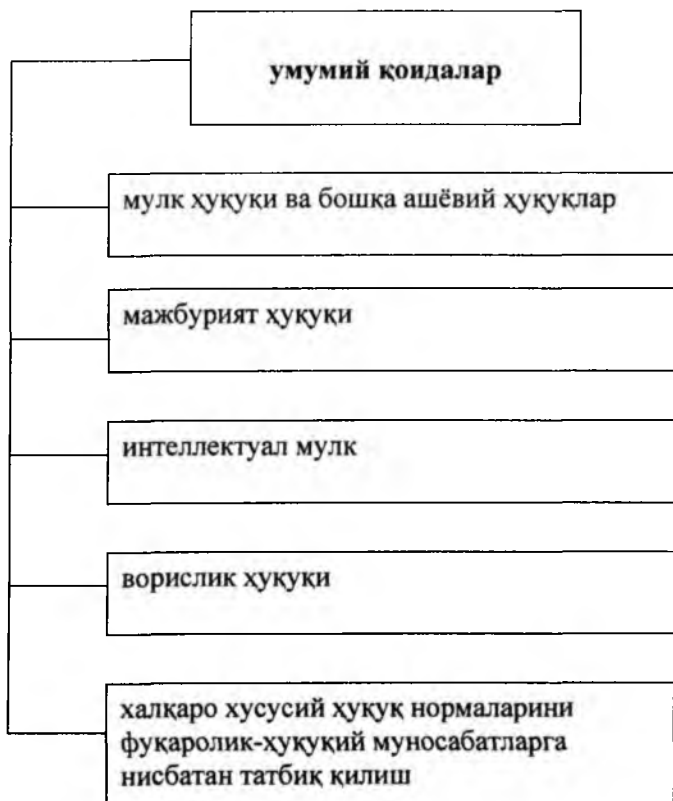 умумий қоидалар
мулк ҳуқуқи ва бошқа ашёвий ҳуқуқлар
мажбурият ҳуқуқи
интеллектуал мулк
ворислик ҳуқуқи
халқаро хусусий ҳуқуқ нормаларини
фуқаролик-ҳуқуқий муносабатларга
нисбатан татбиқ қилиш